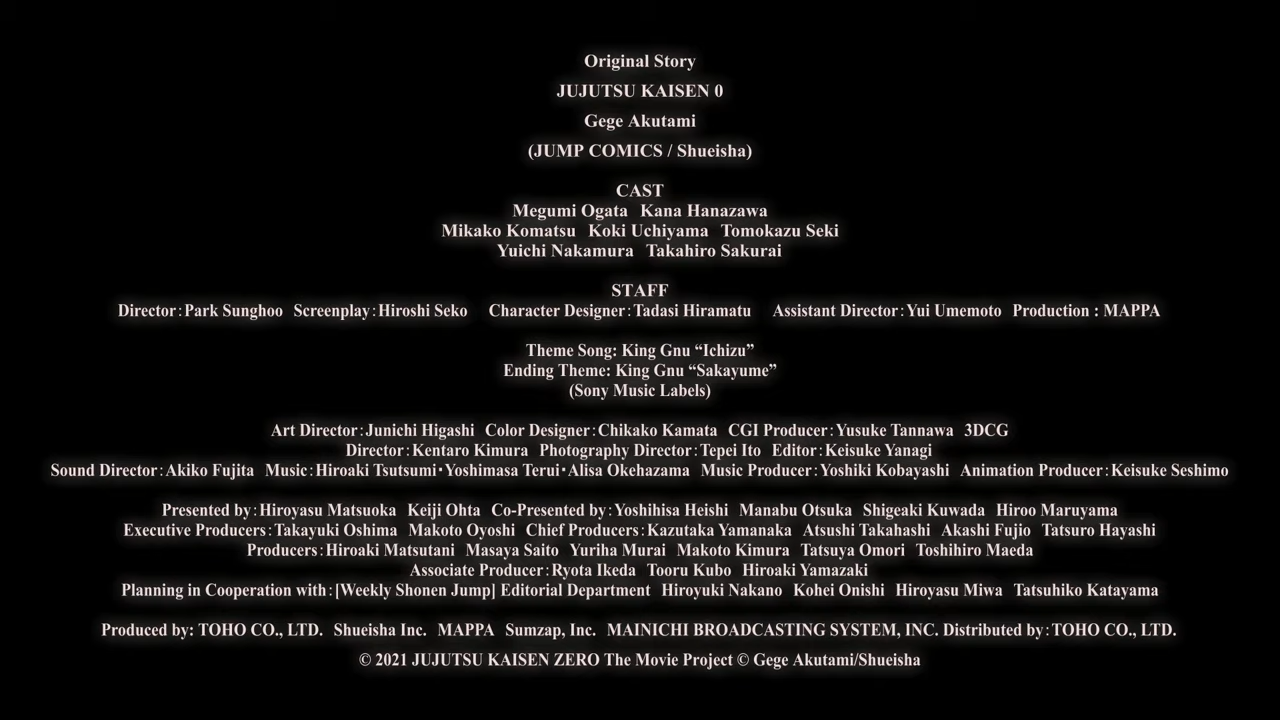 Original Story
JUJUTSU KAISEN 0
Gege Akutami
(JUMP COMICS / Shueisha)
CAST
Megumi Ogata Kana Hanazawa
Mikako Komatsu Koki Uchiyama Tomokazu Seki
Yuichi Nakamura Takahiro Sakurai
STAFF
Director:Park Sunghoo Screenplay:Hiroshi Seko Character Designer:Tadasi Hiramatu Assistant Director:Yui Umemoto Production : MAPPA
Theme Song: King Gnu “Ichizu”
Ending Theme: King Gnu “Sakayume”
(Sony Music Labels)
Art Director:Junichi Higashi Color Designer:Chikako Kamata CGI Producer:Yusuke Tannawa 3DCG
Director:Kentaro Kimura Photography Director:Tepei Ito Editor:Keisuke Yanagi
Sound Director:Akiko Fujita Music:Hiroaki Tsutsumi・Yoshimasa Terui・Alisa Okehazama Music Producer:Yoshiki Kobayashi Animation Producer:Keisuke Seshimo
Presented by:Hiroyasu Matsuoka Keiji Ohta Co-Presented by:Yoshihisa Heishi Manabu Otsuka Shigeaki Kuwada Hiroo Maruyama
Executive Producers:Takayuki Oshima Makoto Oyoshi Chief Producers:Kazutaka Yamanaka Atsushi Takahashi Akashi Fujio Tatsuro Hayashi
Producers:Hiroaki Matsutani Masaya Saito Yuriha Murai Makoto Kimura Tatsuya Omori Toshihiro Maeda
Associate Producer:Ryota Ikeda Tooru Kubo Hiroaki Yamazaki
Planning in Cooperation with:[Weekly Shonen Jump] Editorial Department Hiroyuki Nakano Kohei Onishi Hiroyasu Miwa Tatsuhiko Katayama
Produced by: TOHO CO., LTD. Shueisha Inc. MAPPA Sumzap, Inc. MAINICHI BROADCASTING SYSTEM, INC. Distributed by:TOHO CO., LTD.
© 2021 JUJUTSU KAISEN ZERO The Movie Project © Gege Akutami/Shueisha